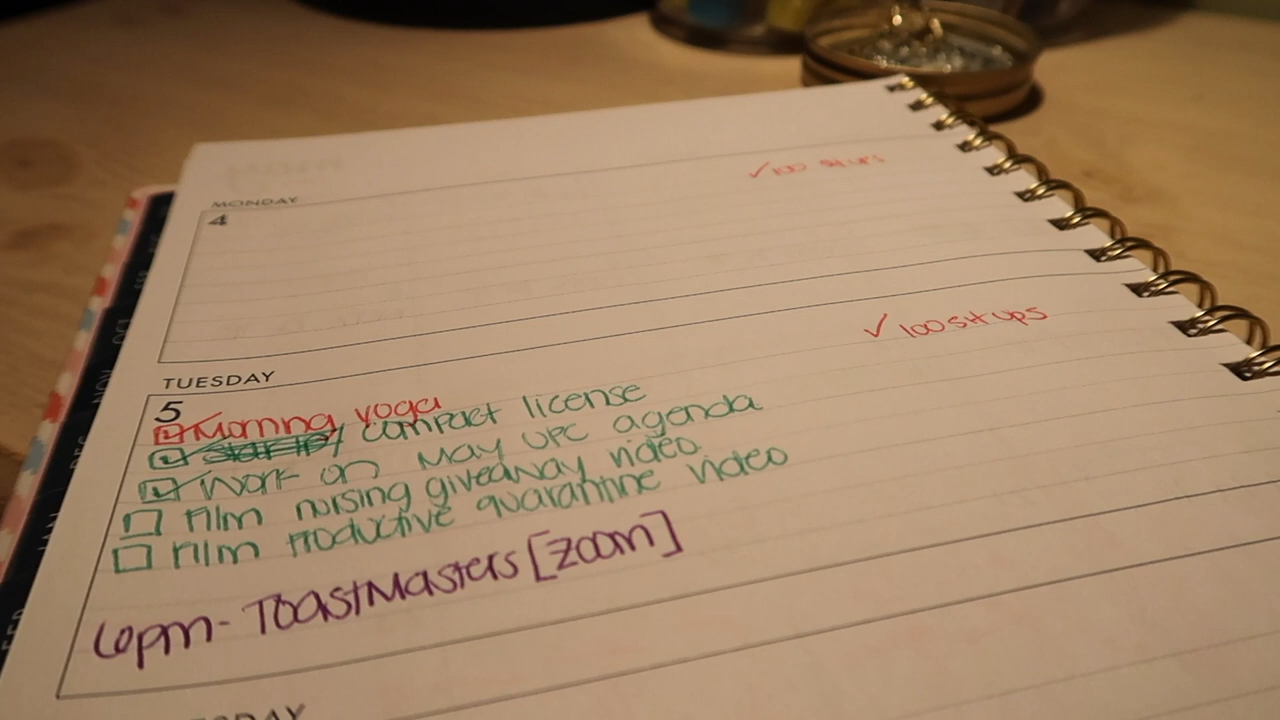 ✓100 sit ups
MONDAY
4
✓ 100 sit ups
TUESDAY
5
Morning yoga
compact license
Work on May UPC agenda
Film nursing giveaway video
Film productive quarantine video
6pm- ToastMasters [zoom]